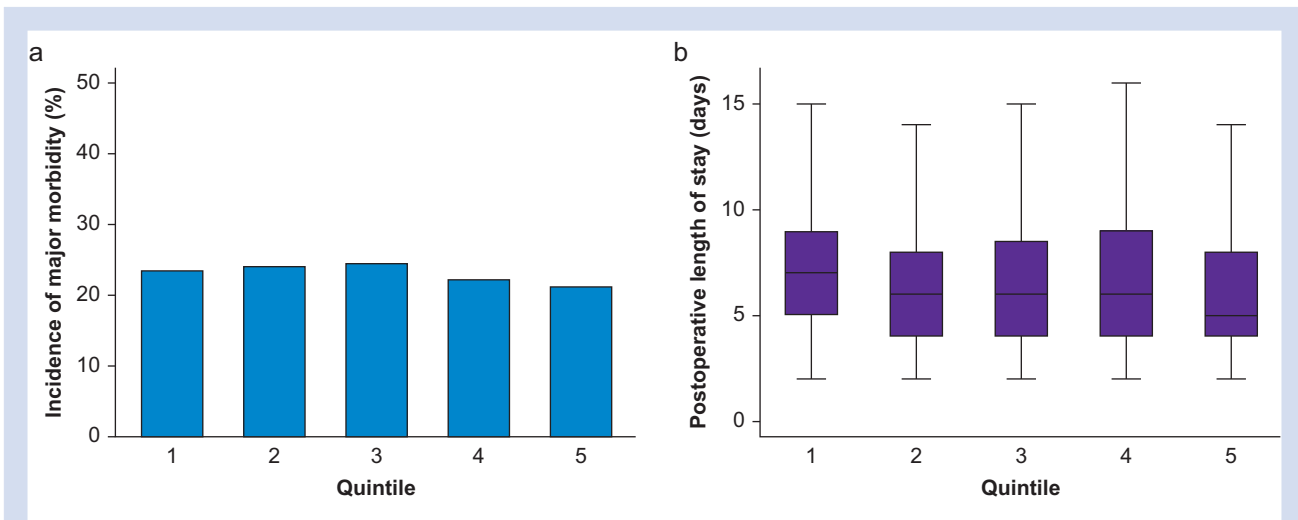 a
Incidence of major morbidity (%)
50
40
30
20
10
0
1 2 3 4 5
Quintile
b
Postoperative length of stay (days)
15
10
5
0
1 2 3 4 5
Quintile